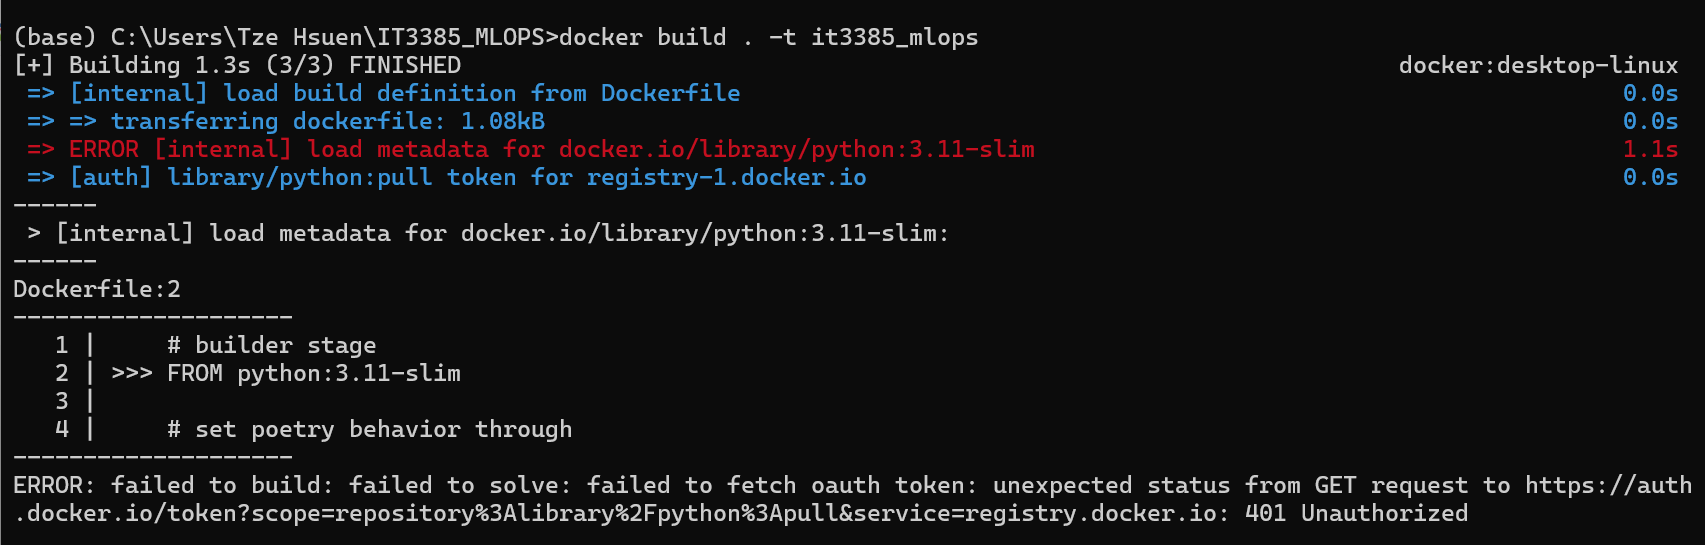 (base) C:\Users\Tze Hsuen\IT3385_MLOPS>docker build . -t it3385_mlops
[+] Building 1.3s (3/3) FINISHED docker:desktop-linux
=> [internal] load build definition from Dockerfile 0.0s
=> => transferring dockerfile: 1.08kB 0.0s
=> ERROR [internal] load metadata for docker.io/library/python:3.11-slim 1.1s
=> [auth] library/python:pull token for registry-1.docker.io 0.0s
------
> [internal] load metadata for docker.io/library/python:3.11-slim:
------
Dockerfile:2
--------------------
1 | # builder stage
2 | >>> FROM python:3.11-slim
3 |
4 | # set poetry behavior through
--------------------
ERROR: failed to build: failed to solve: failed to fetch oauth token: unexpected status from GET request to https://auth
.docker.io/token?scope=repository%3Alibrary%2Fpython%3Apull&service=registry.docker.io: 401 Unauthorized